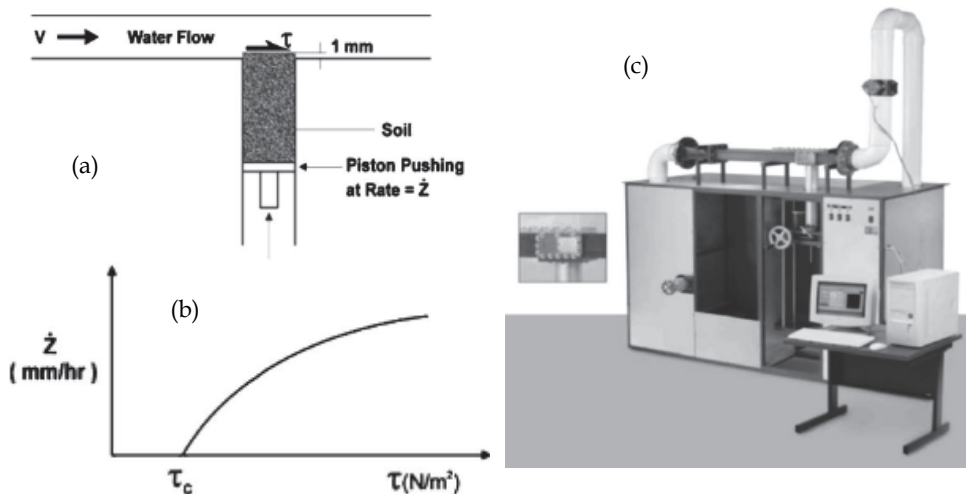 V
Water Flow
τ
1 mm
(a)
Soil
Piston Pushing
at Rate = Ż
(b)
Ż
( mm/hr )
τc
τ(N/m²)
(c)